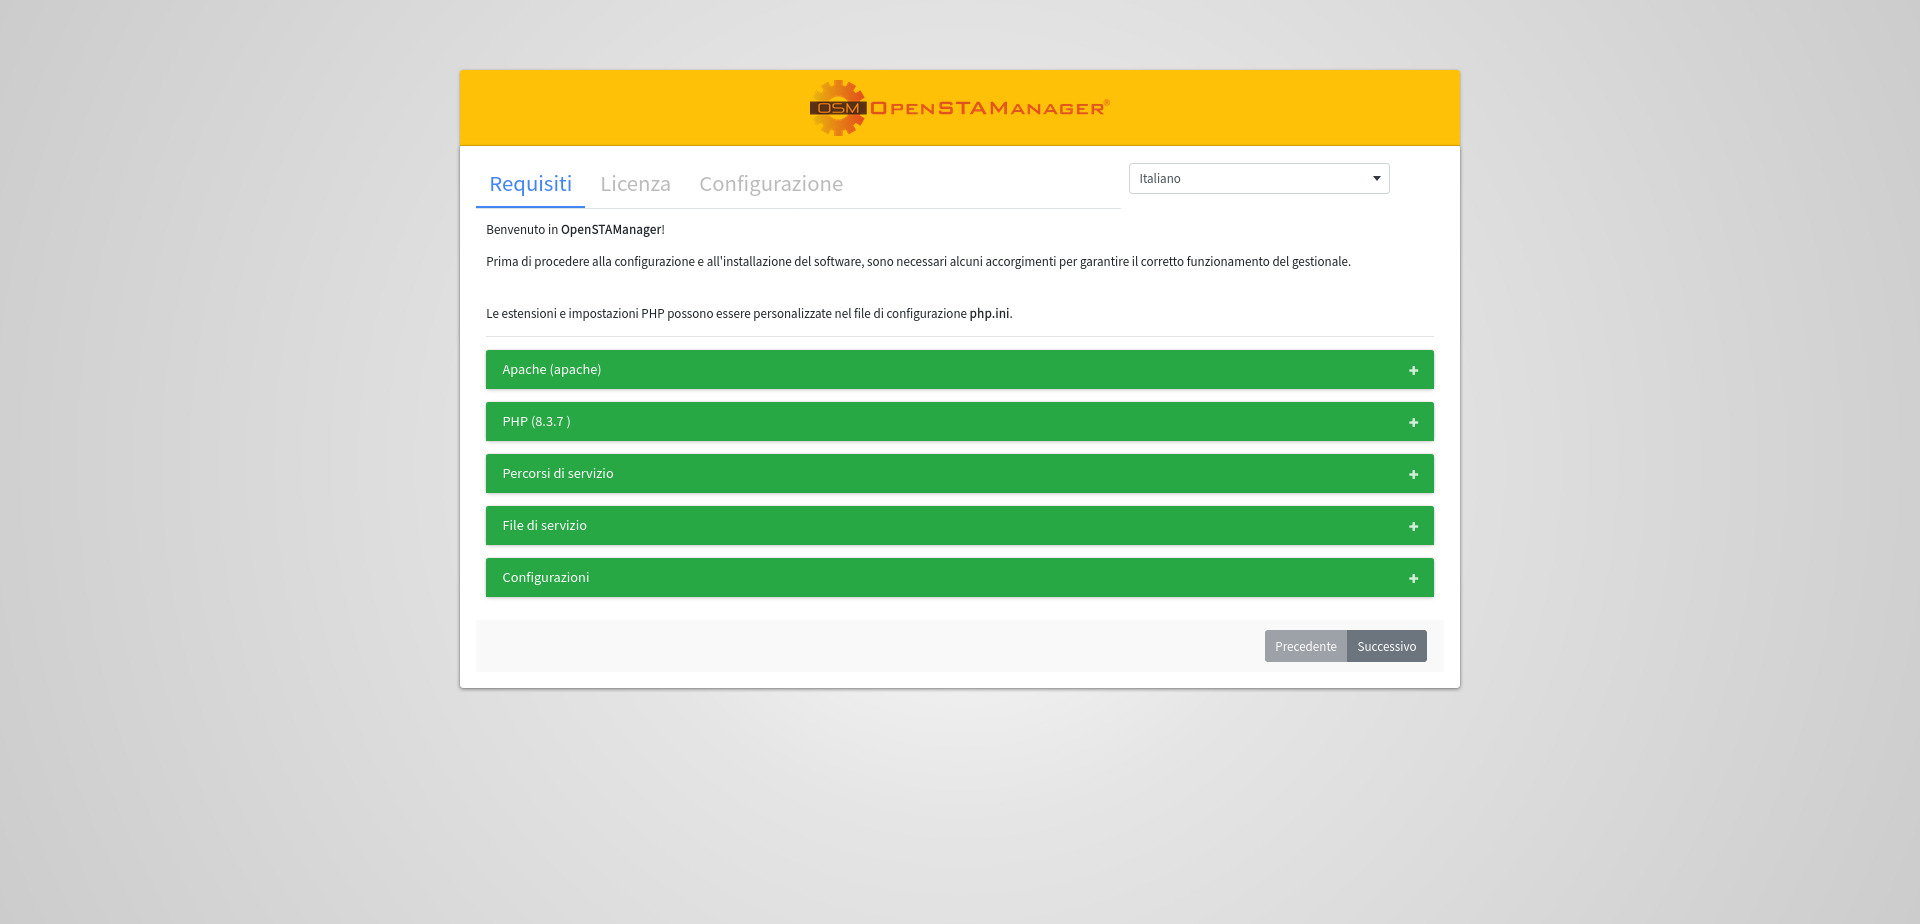 OSM OPENSTAMANAGER®
Requisiti Licenza Configurazione Italiano
Benvenuto in OpenSTAManager!
Prima di procedere alla configurazione e all'installazione del software, sono necessari alcuni accorgimenti per garantire il corretto funzionamento del gestionale.
Le estensioni e impostazioni PHP possono essere personalizzate nel file di configurazione php.ini.
Apache (apache)
PHP (8.3.7 )
Percorsi di servizio
File di servizio
Configurazioni
Precedente Successivo